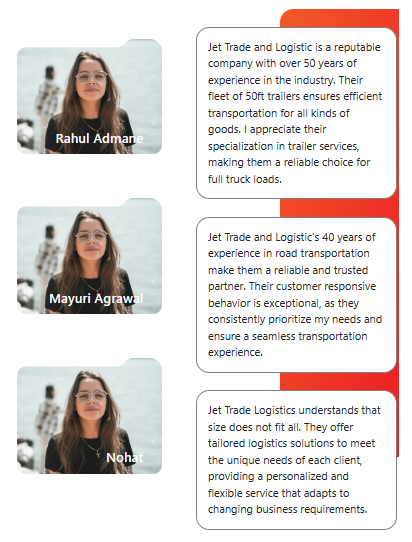 Rahul Admane
Jet Trade and Logistic is a reputable
company with over 50 years of
experience in the industry. Their
fleet of 50ft trailers ensures efficient
transportation for all kinds of
goods. I appreciate their
specialization in trailer services,
making them a reliable choice for
full truck loads.
Mayuri Agrawal
Jet Trade and Logistic's 40 years of
experience in road transportation
make them a reliable and trusted
partner. Their customer responsive
behavior is exceptional, as they
consistently prioritize my needs and
ensure a seamless transportation
experience.
Nohat
Jet Trade Logistics understands that
size does not fit all. They offer
tailored logistics solutions to meet
the unique needs of each client,
providing a personalized and
flexible service that adapts to
changing business requirements.